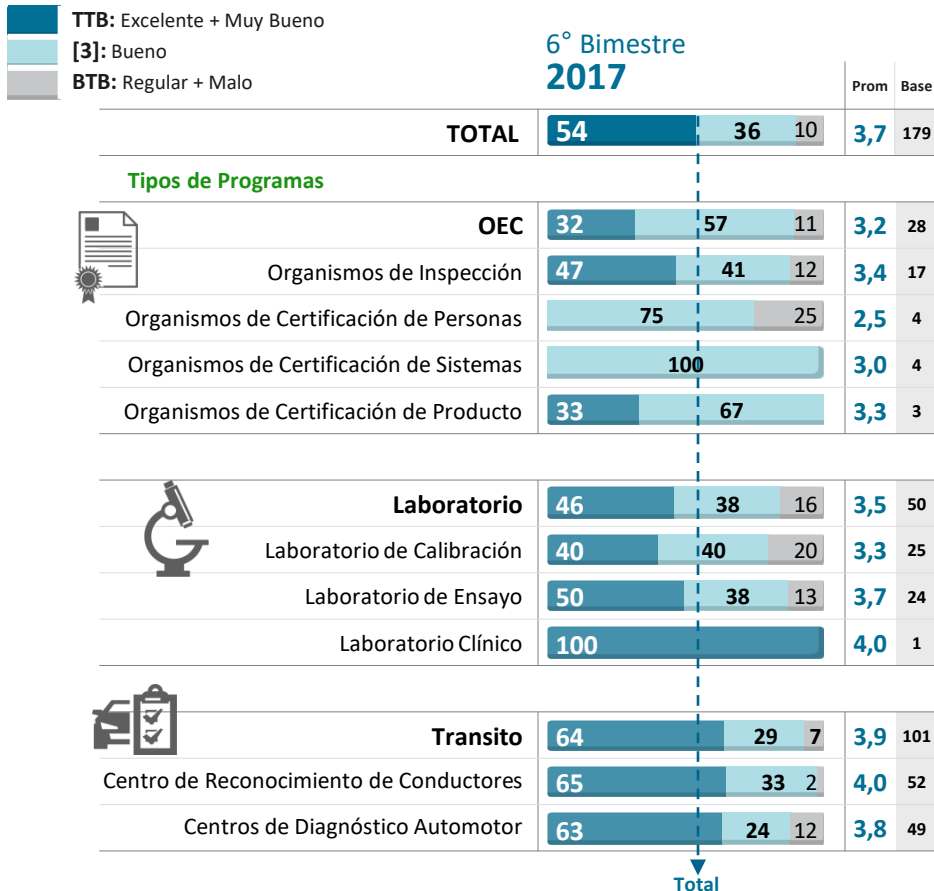 TTB: Excelente + Muy Bueno
[3]: Bueno
BTB: Regular + Malo
6° Bimestre
2017
Prom Base
TOTAL 54 36 10 3,7 179
Tipos de Programas
OEC 32 57 11 3,2 28
Organismos de Inspección 47 41 12 3,4 17
Organismos de Certificación de Personas 75 25 2,5 4
Organismos de Certificación de Sistemas 100 3,0 4
Organismos de Certificación de Producto 33 67 3,3 3
Laboratorio 46 38 16 3,5 50
Laboratorio de Calibración 40 40 20 3,3 25
Laboratorio de Ensayo 50 38 13 3,7 24
Laboratorio Clínico 100 4,0 1
Transito 64 29 7 3,9 101
Centro de Reconocimiento de Conductores 65 33 2 4,0 52
Centros de Diagnóstico Automotor 63 24 12 3,8 49
Total